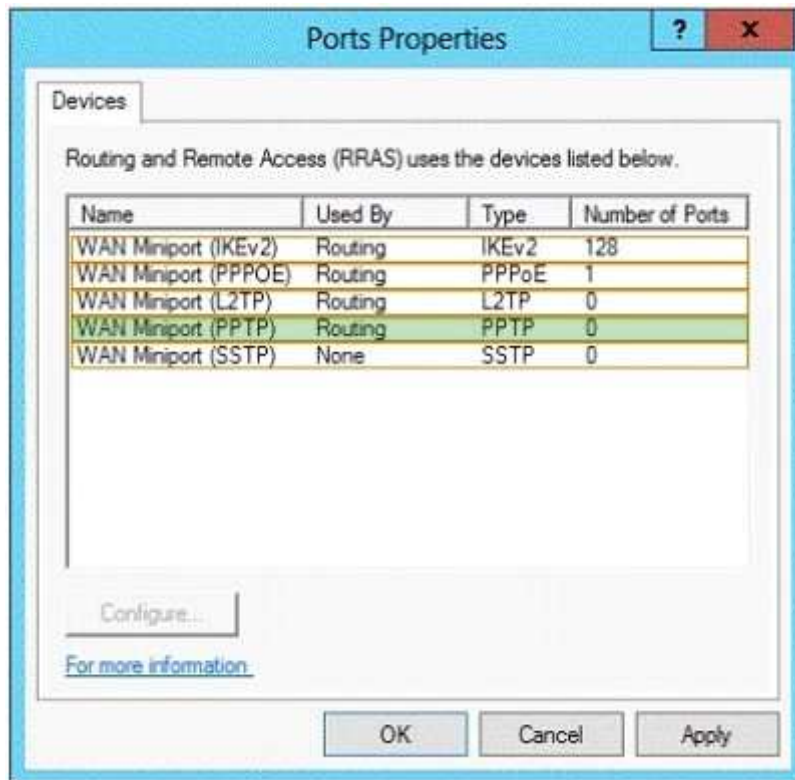 Ports Properties
? x
Devices
Routing and Remote Access (RRAS) uses the devices listed below.
Name Used By Type Number of Ports
WAN Miniport (IKEv2) Routing IKEv2 128
WAN Miniport (PPPOE) Routing PPPoE 1
WAN Miniport (L2TP) Routing L2TP 0
WAN Miniport (PPTP) Routing PPTP 0
WAN Miniport (SSTP) None SSTP 0
Configure...
For more information
OK Cancel Apply